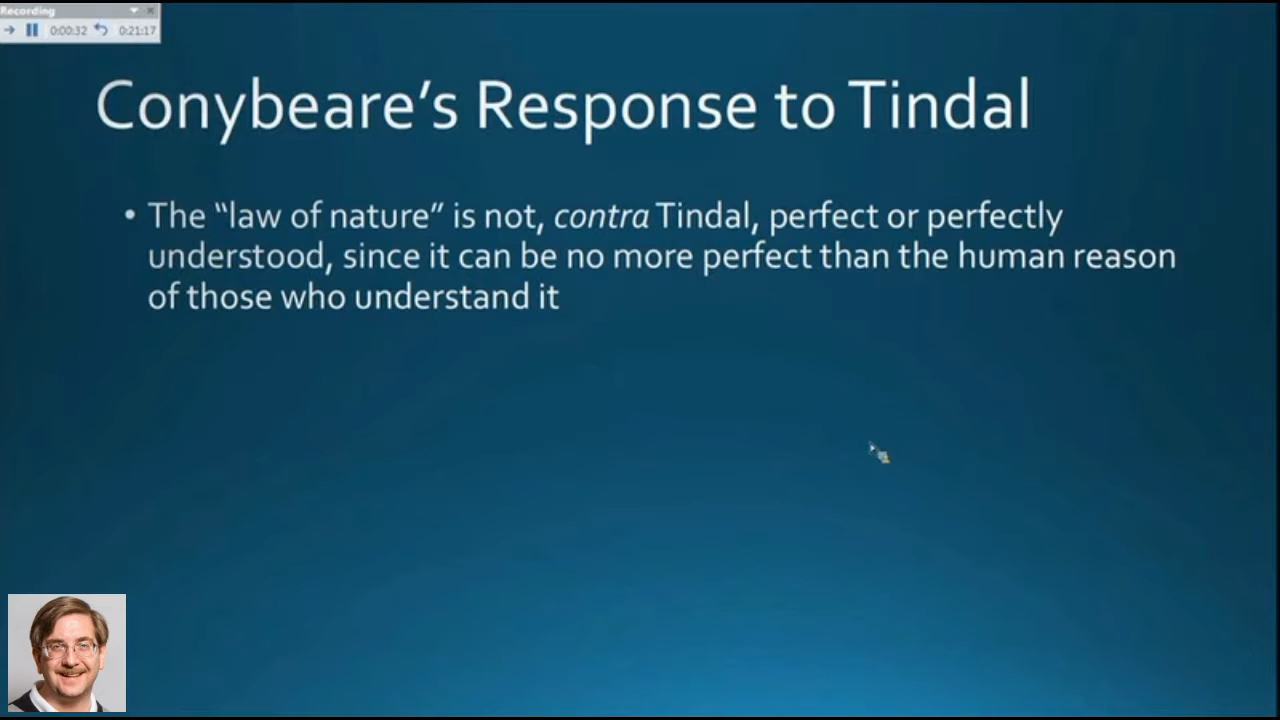 Recording
0:00:32 0:21:17
Conybeare's Response to Tindal
• The “law of nature” is not, contra Tindal, perfect or perfectly
understood, since it can be no more perfect than the human reason
of those who understand it